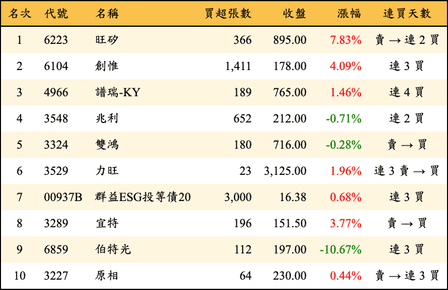 名次 代號 名稱 買超張數 收盤 漲幅 連買天數
1 6223 旺矽 366 895.00 7.83% 賣 → 連 2 買
2 6104 創惟 1,411 178.00 4.09% 連 3 買
3 4966 譜瑞-KY 189 765.00 1.46% 連 4 買
4 3548 兆利 652 212.00 -0.71% 連 2 買
5 3324 雙鴻 180 716.00 -0.28% 賣 → 買
6 3529 力旺 23 3,125.00 1.96% 連 3 賣 → 買
7 00937B 群益ESG投等債20 3,000 16.38 0.68% 連 3 買
8 3289 宜特 196 151.50 3.77% 賣 → 買
9 6859 伯特光 112 197.00 -10.67% 連 3 買
10 3227 原相 64 230.00 0.44% 賣 → 連 3 買